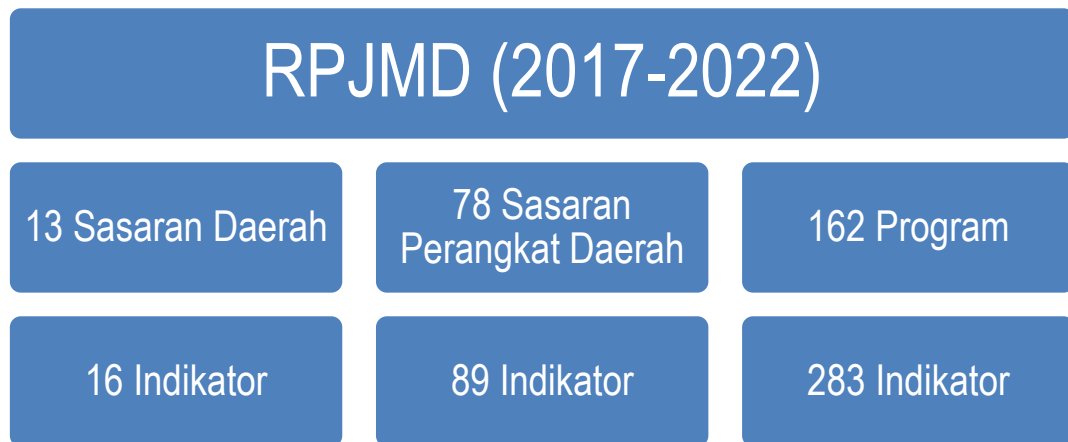 RPJMD (2017-2022)
13 Sasaran Daerah
78 Sasaran
Perangkat Daerah
162 Program
16 Indikator
89 Indikator
283 Indikator